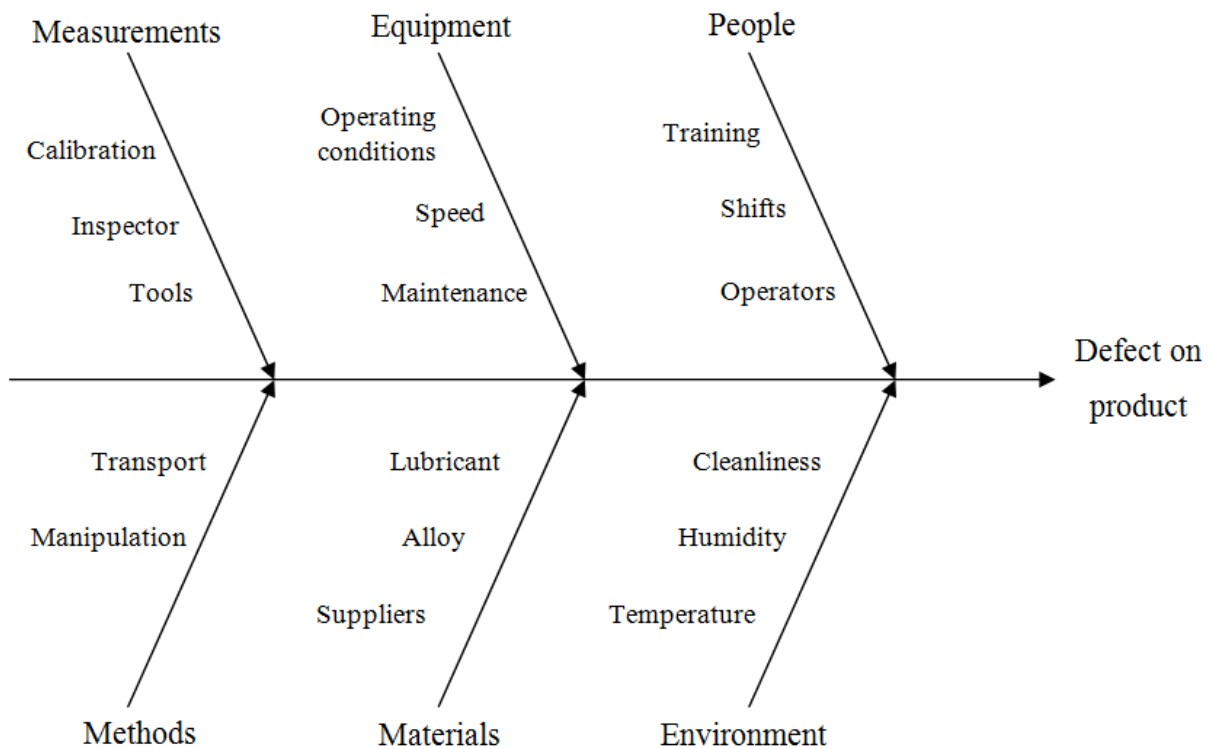 Measurements
Equipment
People
Calibration
Inspector
Tools
Operating
conditions
Speed
Maintenance
Training
Shifts
Operators
Defect on
product
Transport
Manipulation
Lubricant
Alloy
Suppliers
Cleanliness
Humidity
Temperature
Methods
Materials
Environment